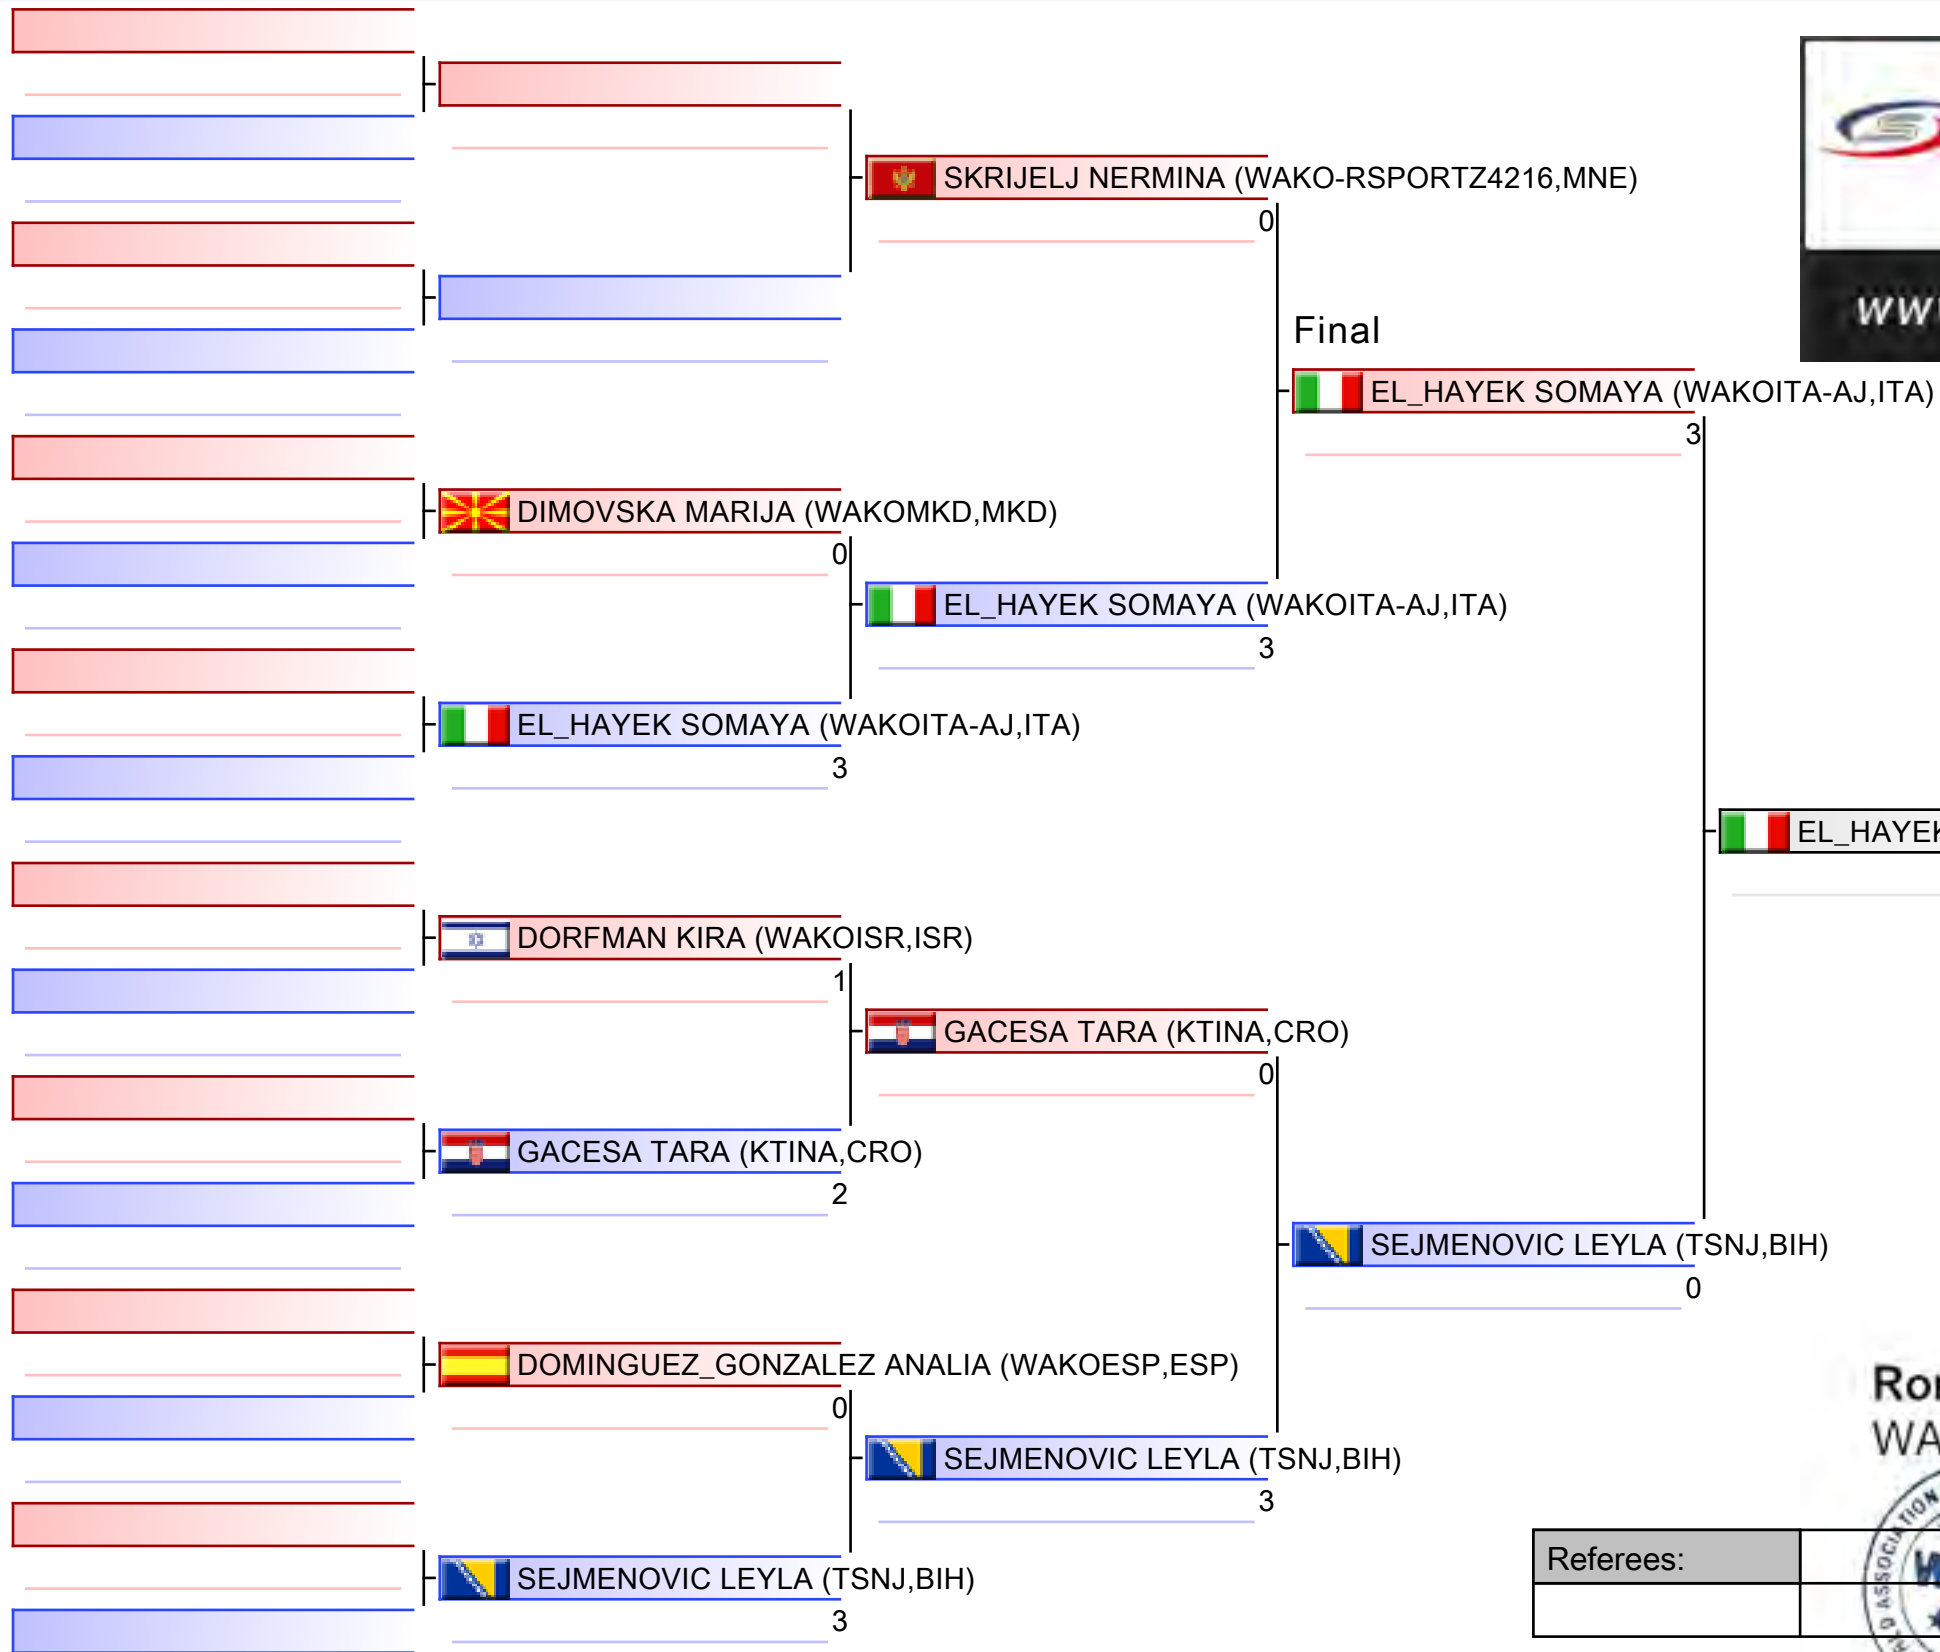 SKRIJELJ NERMINA (WAKO-RSPORTZ4216,MNE)
0
Final
EL_HAYEK SOMAYA (WAKOITA-AJ,ITA)
3
DIMOVSKA MARIJA (WAKOMKD,MKD)
0
EL_HAYEK SOMAYA (WAKOITA-AJ,ITA)
3
EL_HAYEK SOMAYA (WAKOITA-AJ,ITA)
3
EL_HAYEK
DORFMAN KIRA (WAKOISR,ISR)
1
GACESA TARA (KTINA,CRO)
0
GACESA TARA (KTINA,CRO)
2
SEJMENOVIC LEYLA (TSNJ,BIH)
0
DOMINGUEZ_GONZALEZ ANALIA (WAKOESP,ESP)
0
SEJMENOVIC LEYLA (TSNJ,BIH)
3
Referees:
SEJMENOVIC LEYLA (TSNJ,BIH)
3